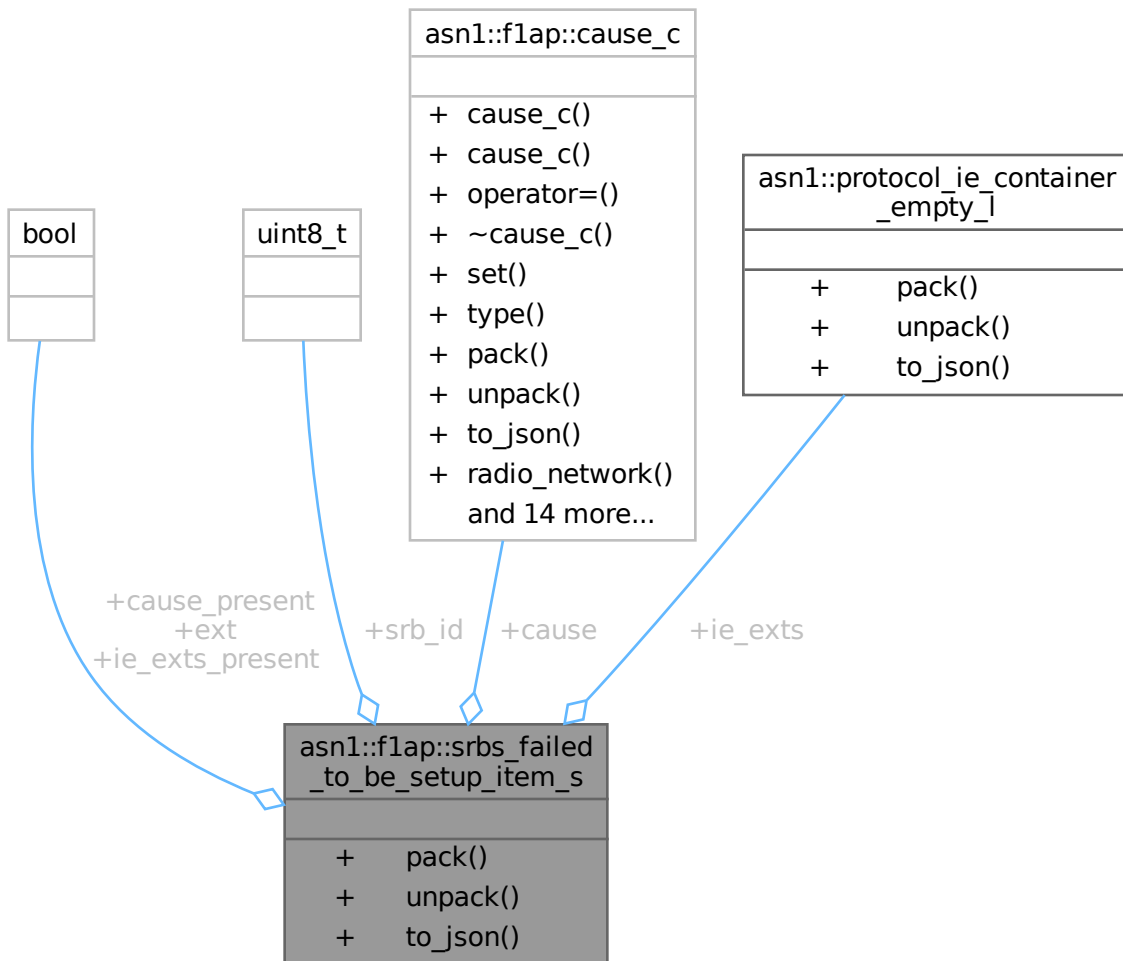 asn1::f1ap::cause_c
+ cause_c()
+ cause_c()
+ operator=()
+ ~cause_c()
+ set()
+ type()
+ pack()
+ unpack()
+ to_json()
+ radio_network()
and 14 more...
asn1::protocol_ie_container
_empty_l
+ pack()
+ unpack()
+ to_json()
bool
uint8_t
+cause_present
+ext
+ie_exts_present
+srb_id
+cause
+ie_exts
asn1::f1ap::srbs_failed
_to_be_setup_item_s
+ pack()
+ unpack()
+ to_json()